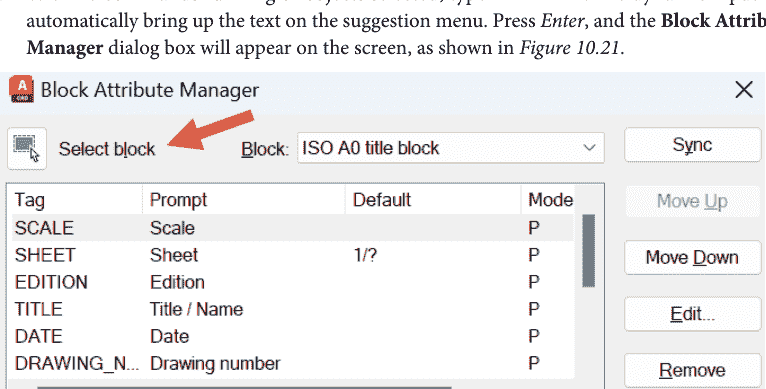 automatically bring up the text on the suggestion menu. Press Enter, and the Block Attrib
Manager dialog box will appear on the screen, as shown in Figure 10.21.
A
CAD
Block Attribute Manager
Select block
Block: ISO A0 title block
Sync
Tag Prompt Default Mode
Move Up
SCALE Scale P
SHEET Sheet 1/? P
Move Down
EDITION Edition P
TITLE Title / Name P
Edit...
DATE Date P
DRAWING_N... Drawing number P
Remove